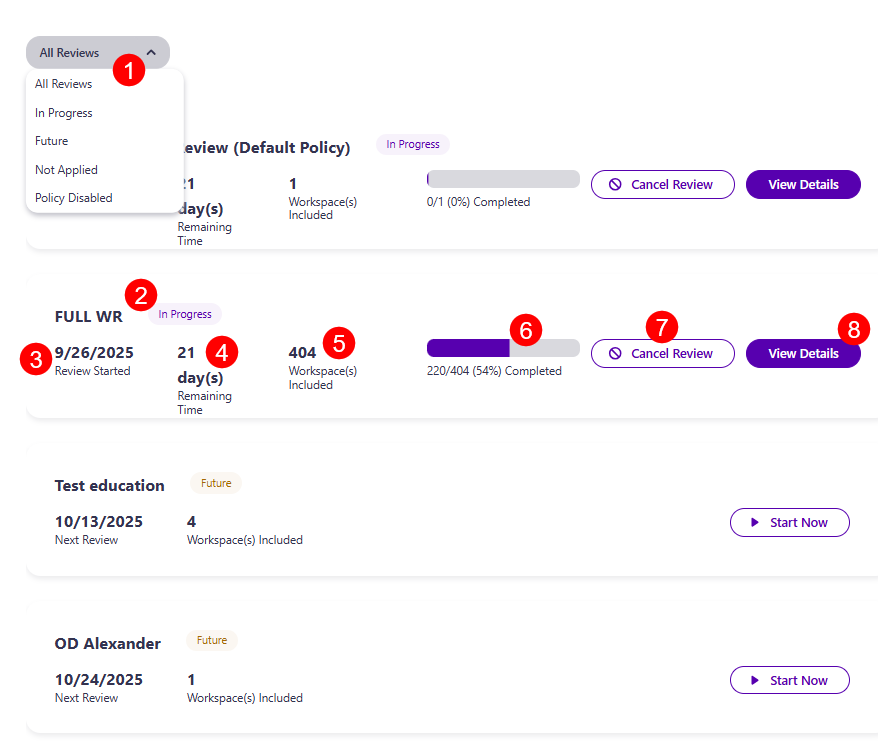 All Reviews
1
All Reviews
In Progress
Future
Not Applied
Policy Disabled
eview (Default Policy)
In Progress
21
day(s)
Remaining
Time
1
Workspace(s)
Included
0/1 (0%) Completed
Cancel Review
View Details
2
FULL WR
In Progress
3
9/26/2025
Review Started
4
21
day(s)
Remaining
Time
5
404
Workspace(s)
Included
6
220/404 (54%) Completed
7
Cancel Review
8
View Details
Test education
Future
10/13/2025
Next Review
4
Workspace(s) Included
Start Now
OD Alexander
Future
10/24/2025
Next Review
1
Workspace(s) Included
Start Now